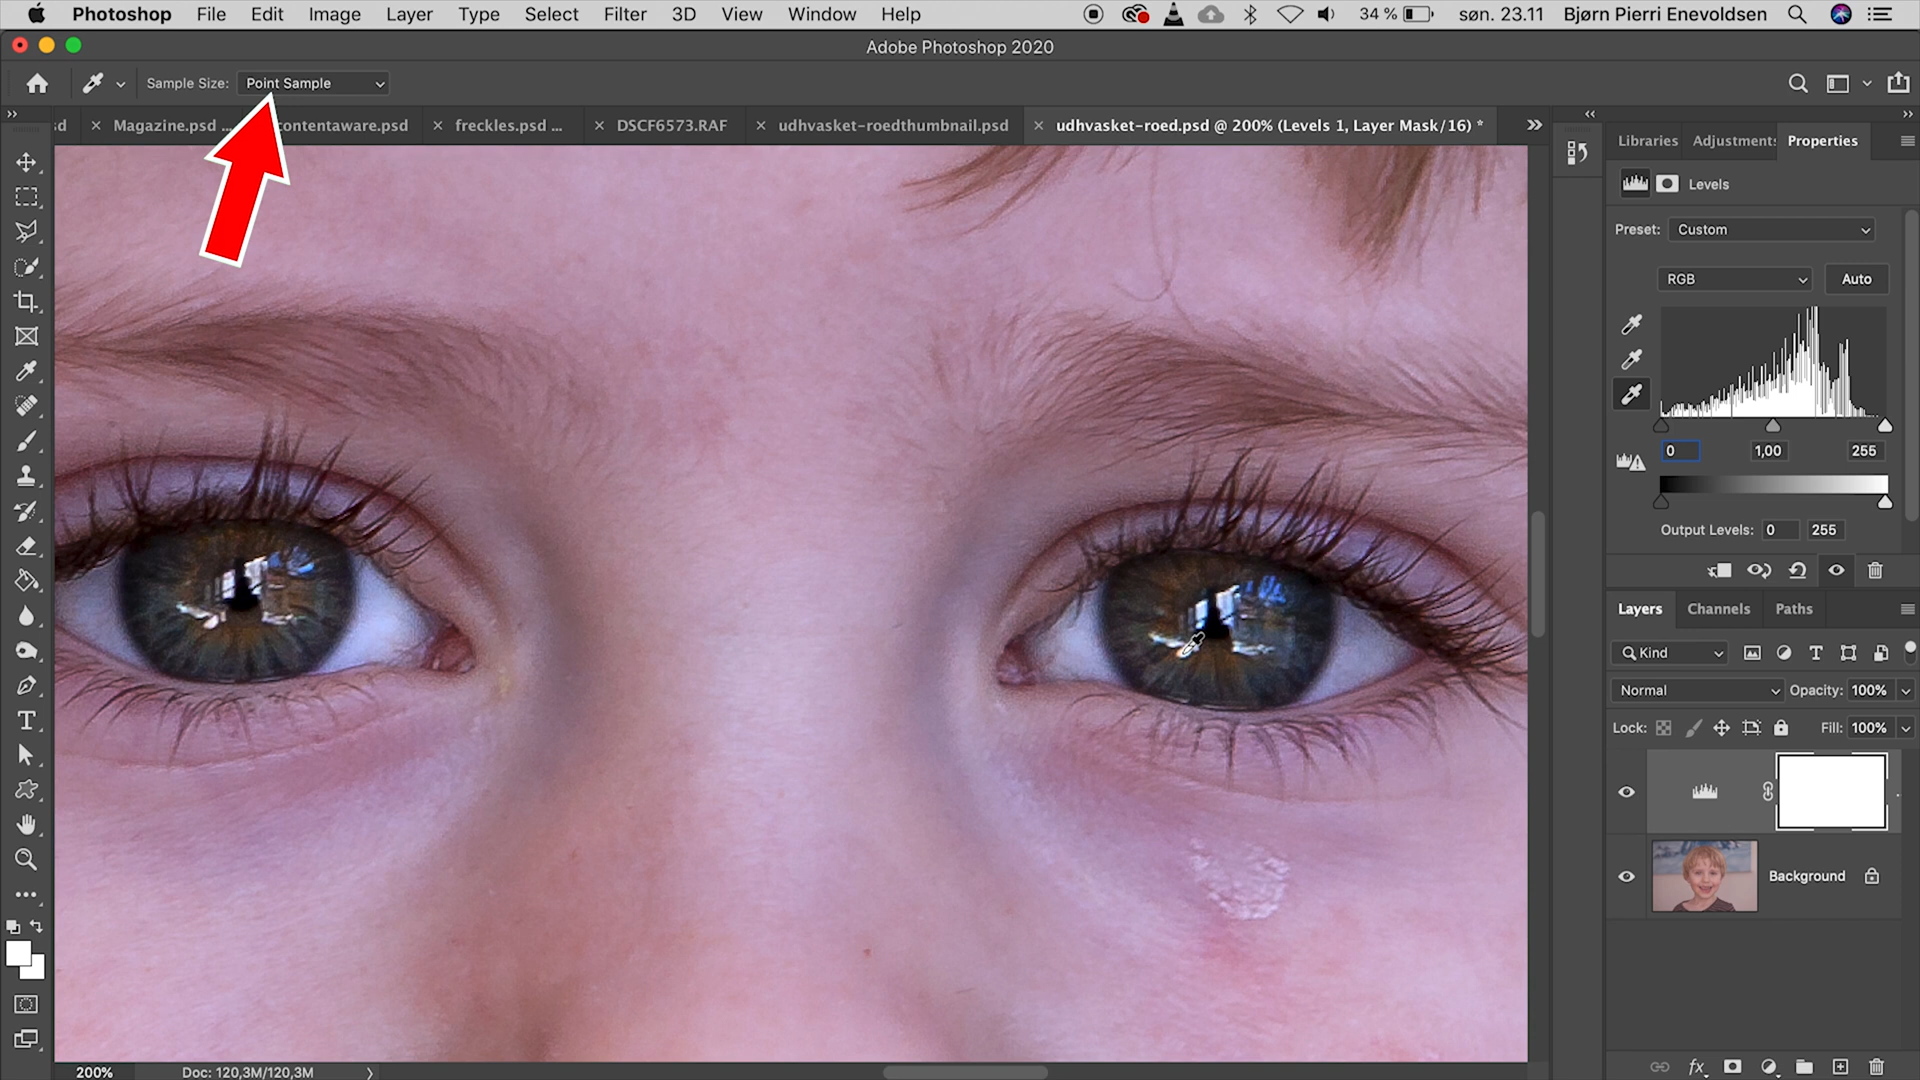 Photoshop File Edit Image Layer Type Select Filter 3D View Window Help 34 % søn. 23.11 Bjørn Pierri Enevoldsen
Adobe Photoshop 2020
Sample Size: Point Sample
sd × Magazine.psd ... contentaware.psd × freckles.psd ... × DSCF6573.RAF × udhvasket-roedthumbnail.psd × udhvasket-roed.psd @ 200% (Levels 1, Layer Mask/16) *
Libraries Adjustments Properties
Levels
Preset: Custom
RGB Auto
0 1,00 255
Output Levels: 0 255
Layers Channels Paths
Kind
Normal Opacity: 100%
Lock: Fill: 100%
Background
200% Doc: 120,3M/120,3M